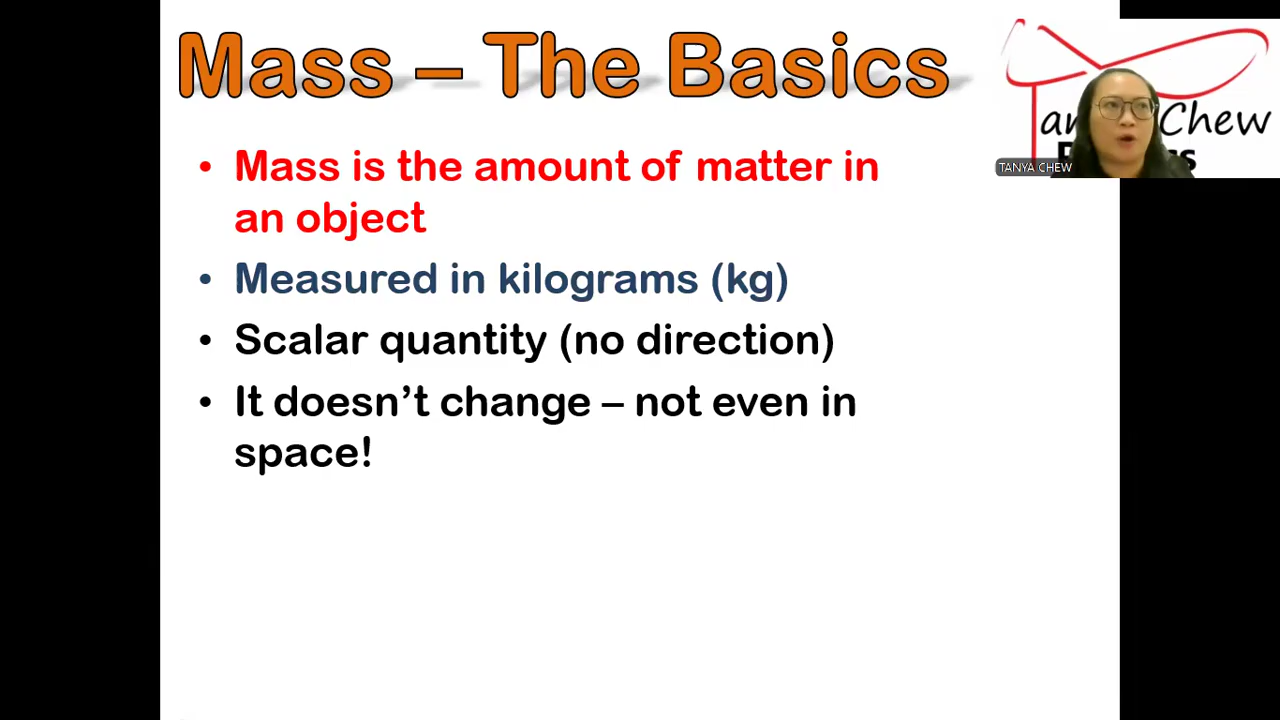 Mass – The Basics
• Mass is the amount of matter in
an object
• Measured in kilograms (kg)
• Scalar quantity (no direction)
• It doesn’t change – not even in
space!
Chew
TANYA CHEW